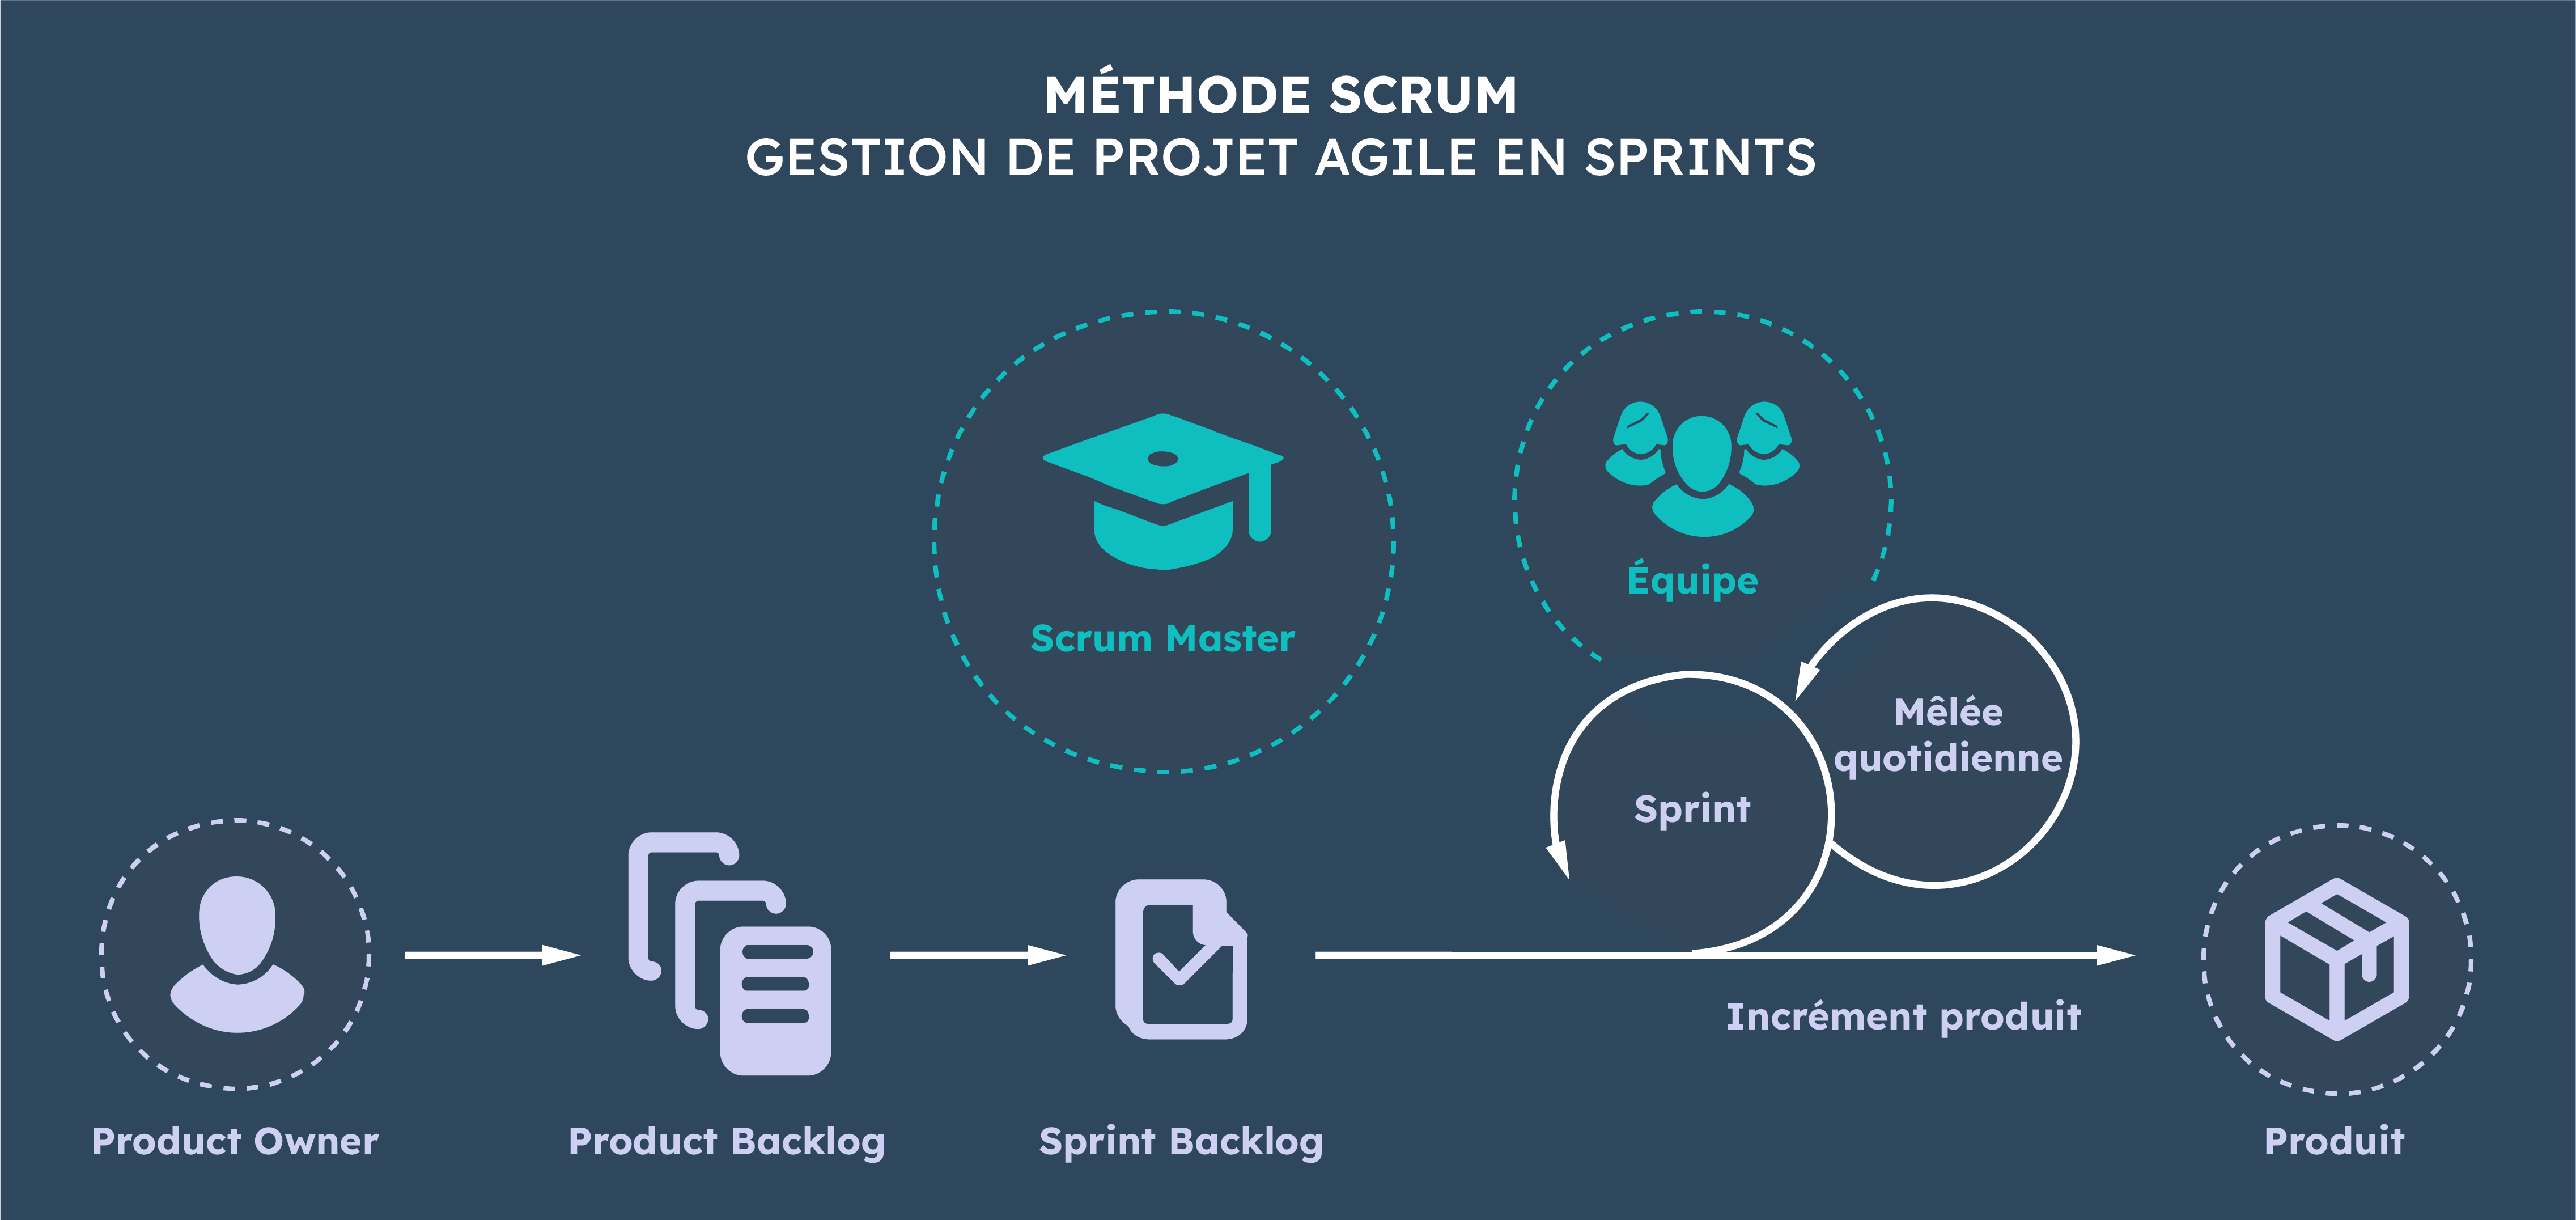 MÉTHODE SCRUM
GESTION DE PROJET AGILE EN SPRINTS
Scrum Master
Équipe
Mêlée
quotidienne
Sprint
Incrément produit
Product Owner
Product Backlog
Sprint Backlog
Produit